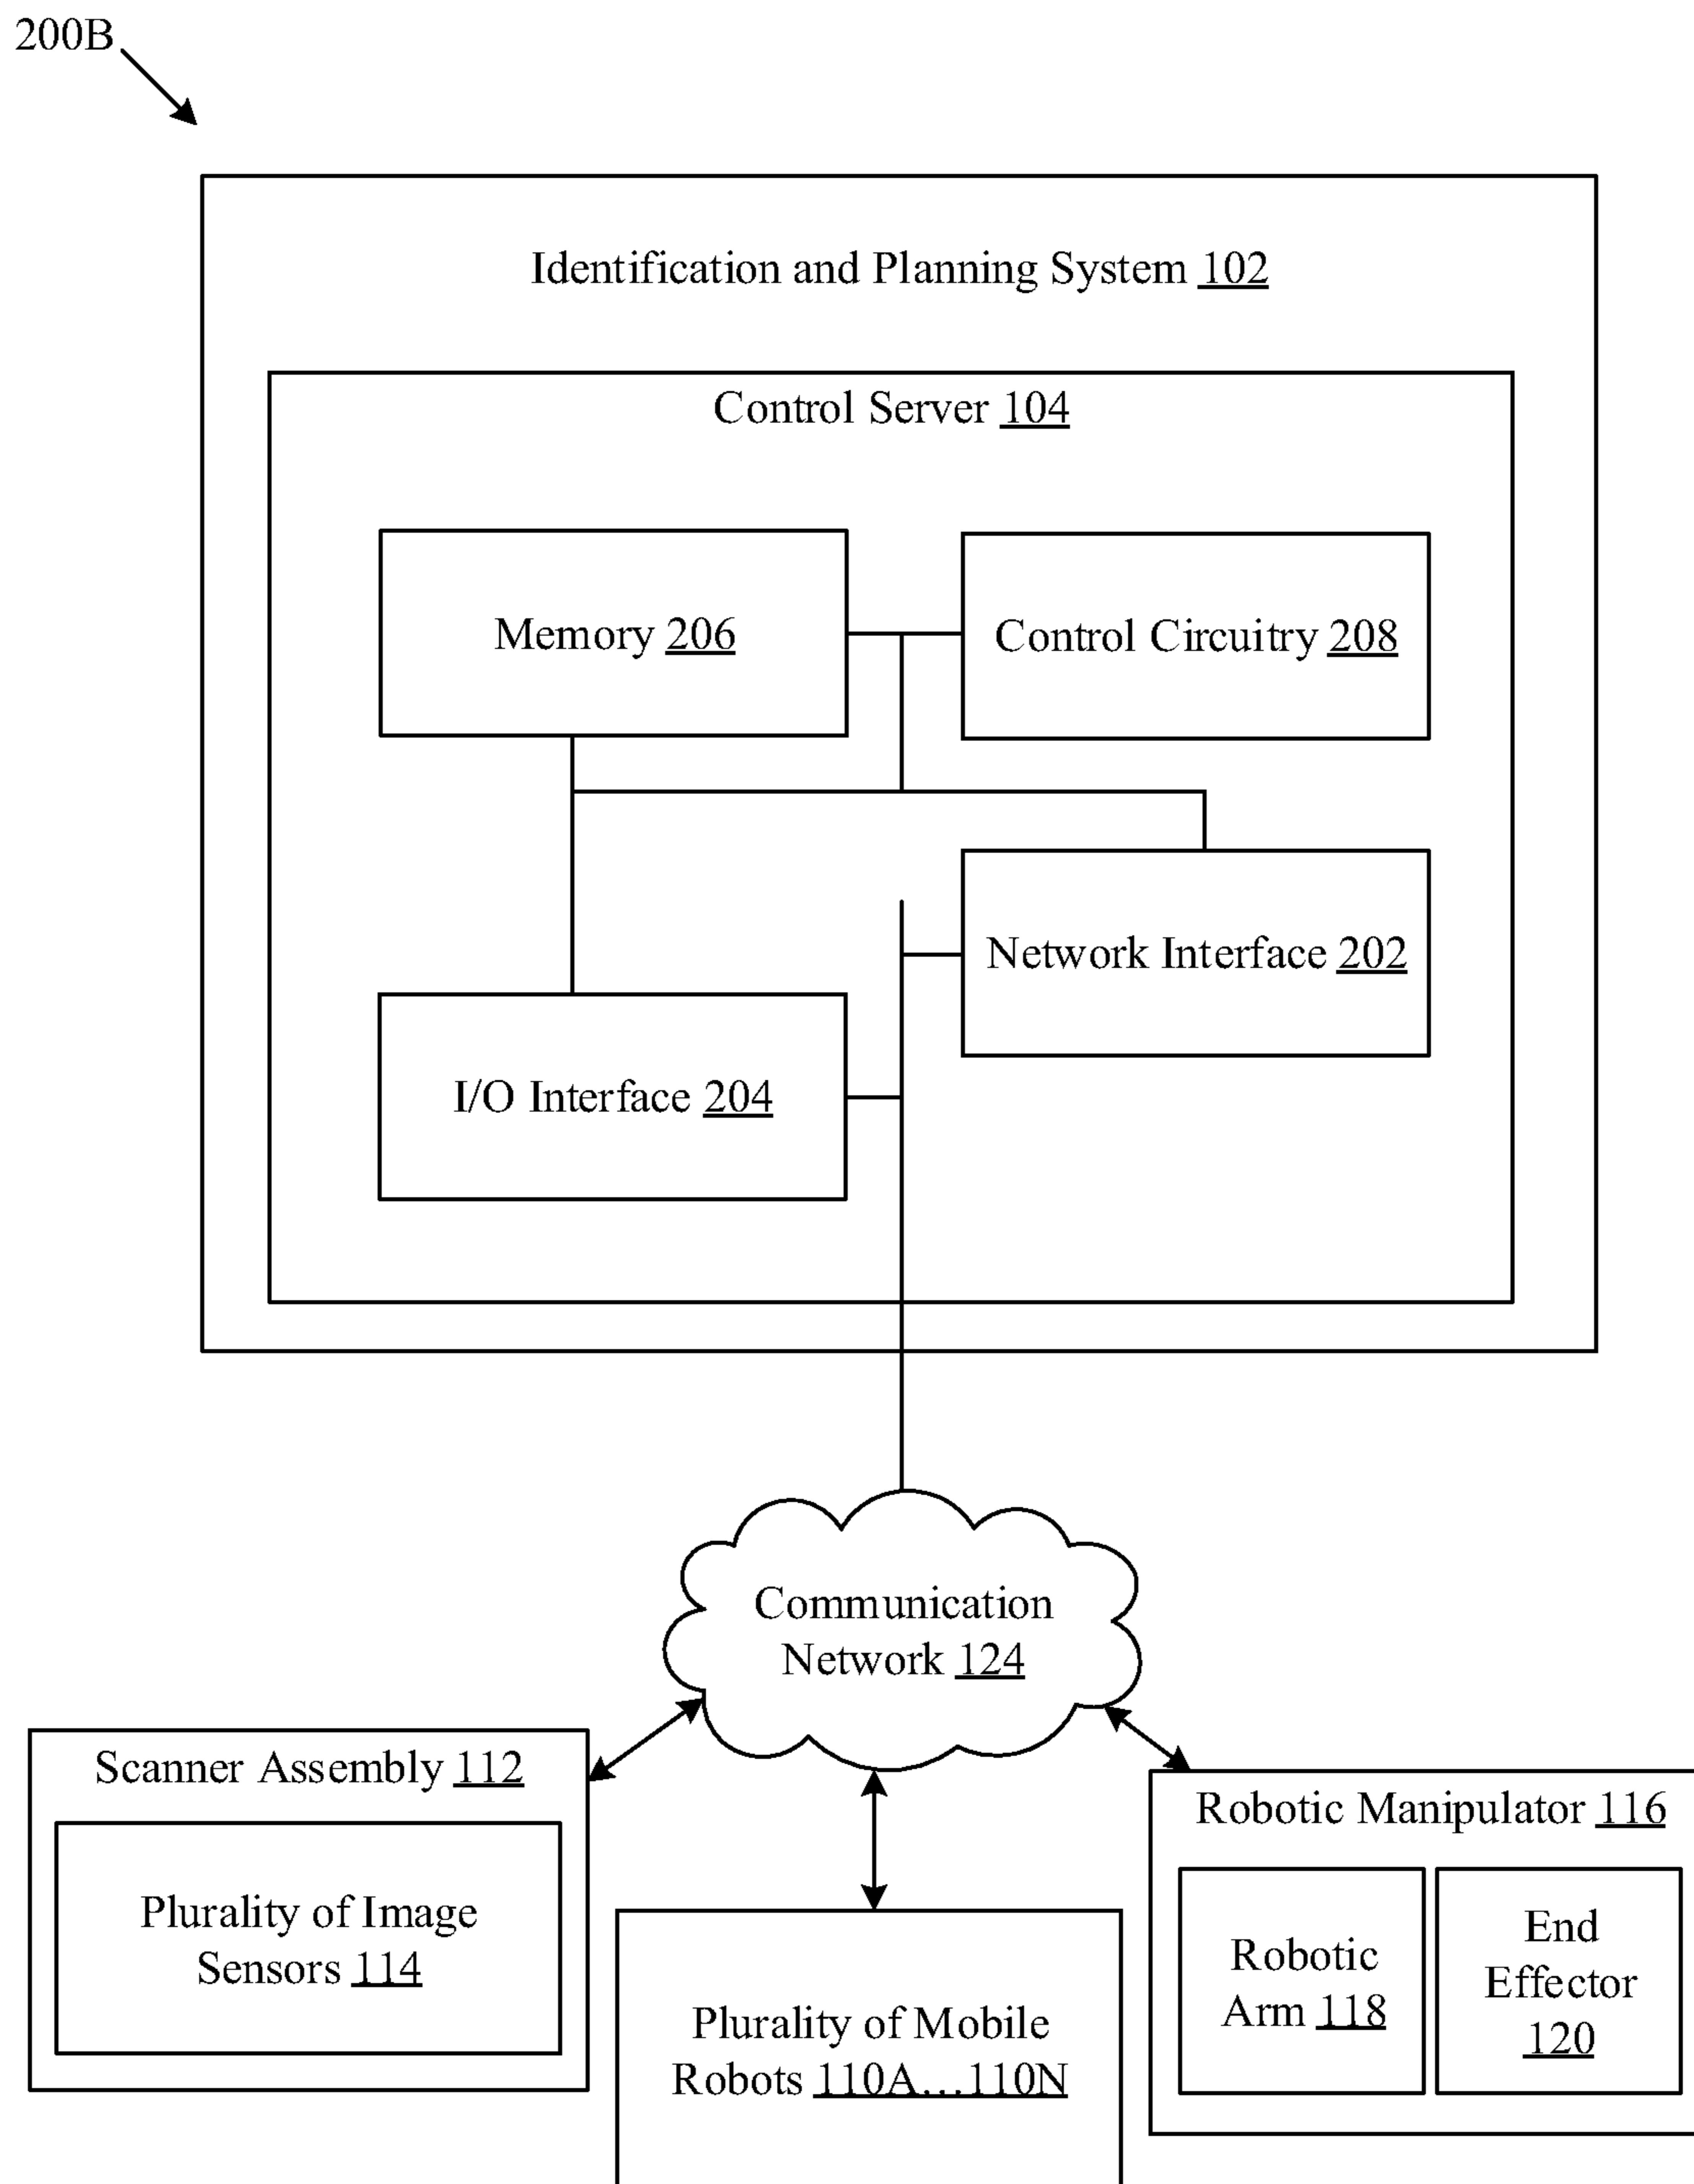 200B
Identification and Planning System 102
Control Server 104
Memory 206
Control Circuitry 208
Network Interface 202
I/O Interface 204
Communication
Network 124
Scanner Assembly 112
Plurality of Image
Sensors 114
Plurality of Mobile
Robots 110A…110N
Robotic Manipulator 116
Robotic
Arm 118
End
Effector
120